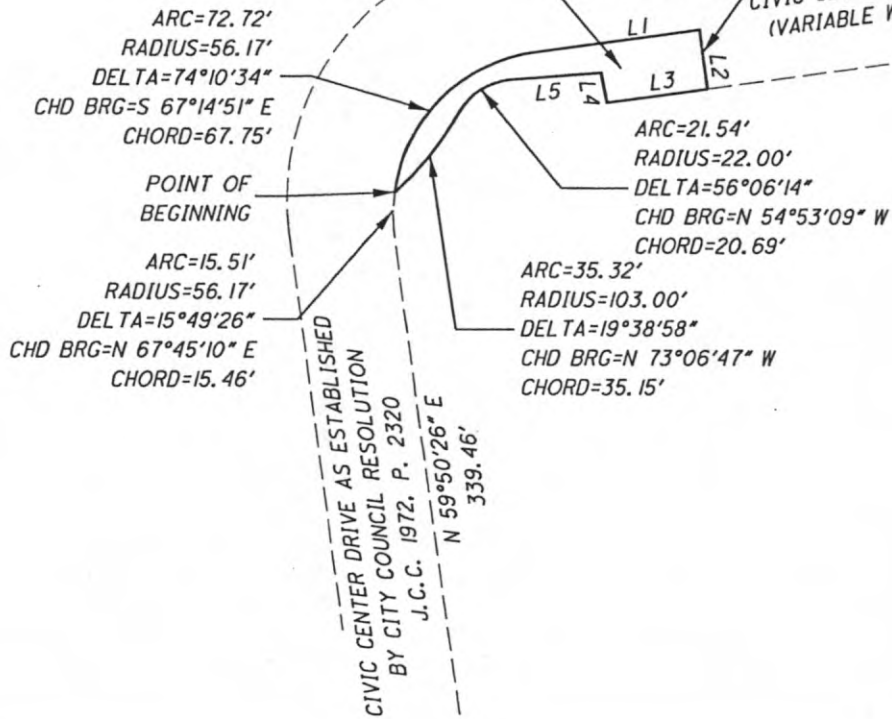 ARC=72.72'
RADIUS=56.17'
DELTA=74°10'34"
CHD BRG=S 67°14'51" E
CHORD=67.75'
(VARIABLE
L1
L2
L3
L4
L5
POINT OF
BEGINNING
ARC=21.54'
RADIUS=22.00'
DELTA=56°06'14"
CHD BRG=N 54°53'09" W
CHORD=20.69'
ARC=15.51'
RADIUS=56.17'
DELTA=15°49'26"
CHD BRG=N 67°45'10" E
CHORD=15.46'
ARC=35.32'
RADIUS=103.00'
DELTA=19°38'58"
CHD BRG=N 73°06'47" W
CHORD=35.15'
CIVIC CENTER DRIVE AS ESTABLISHED
BY CITY COUNCIL RESOLUTION
J.C.C. 1972. P. 2320
N 59°50'26" E
339.46'